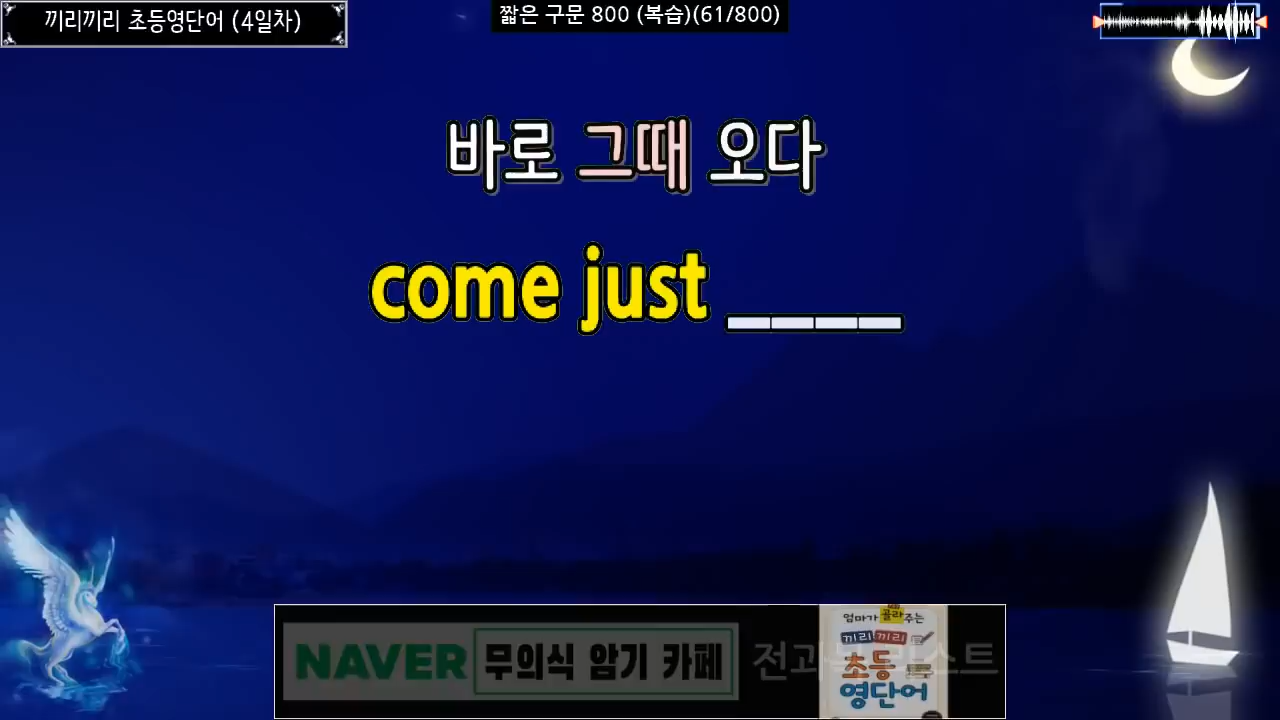 끼리끼리 초등영단어 (4일차)
짧은 구문 800 (복습)(61/800)
바로 그때 오다
come just ____
NAVER 무의식 암기 카페
엄마가 골라주는
끼리끼리
초등
영단어